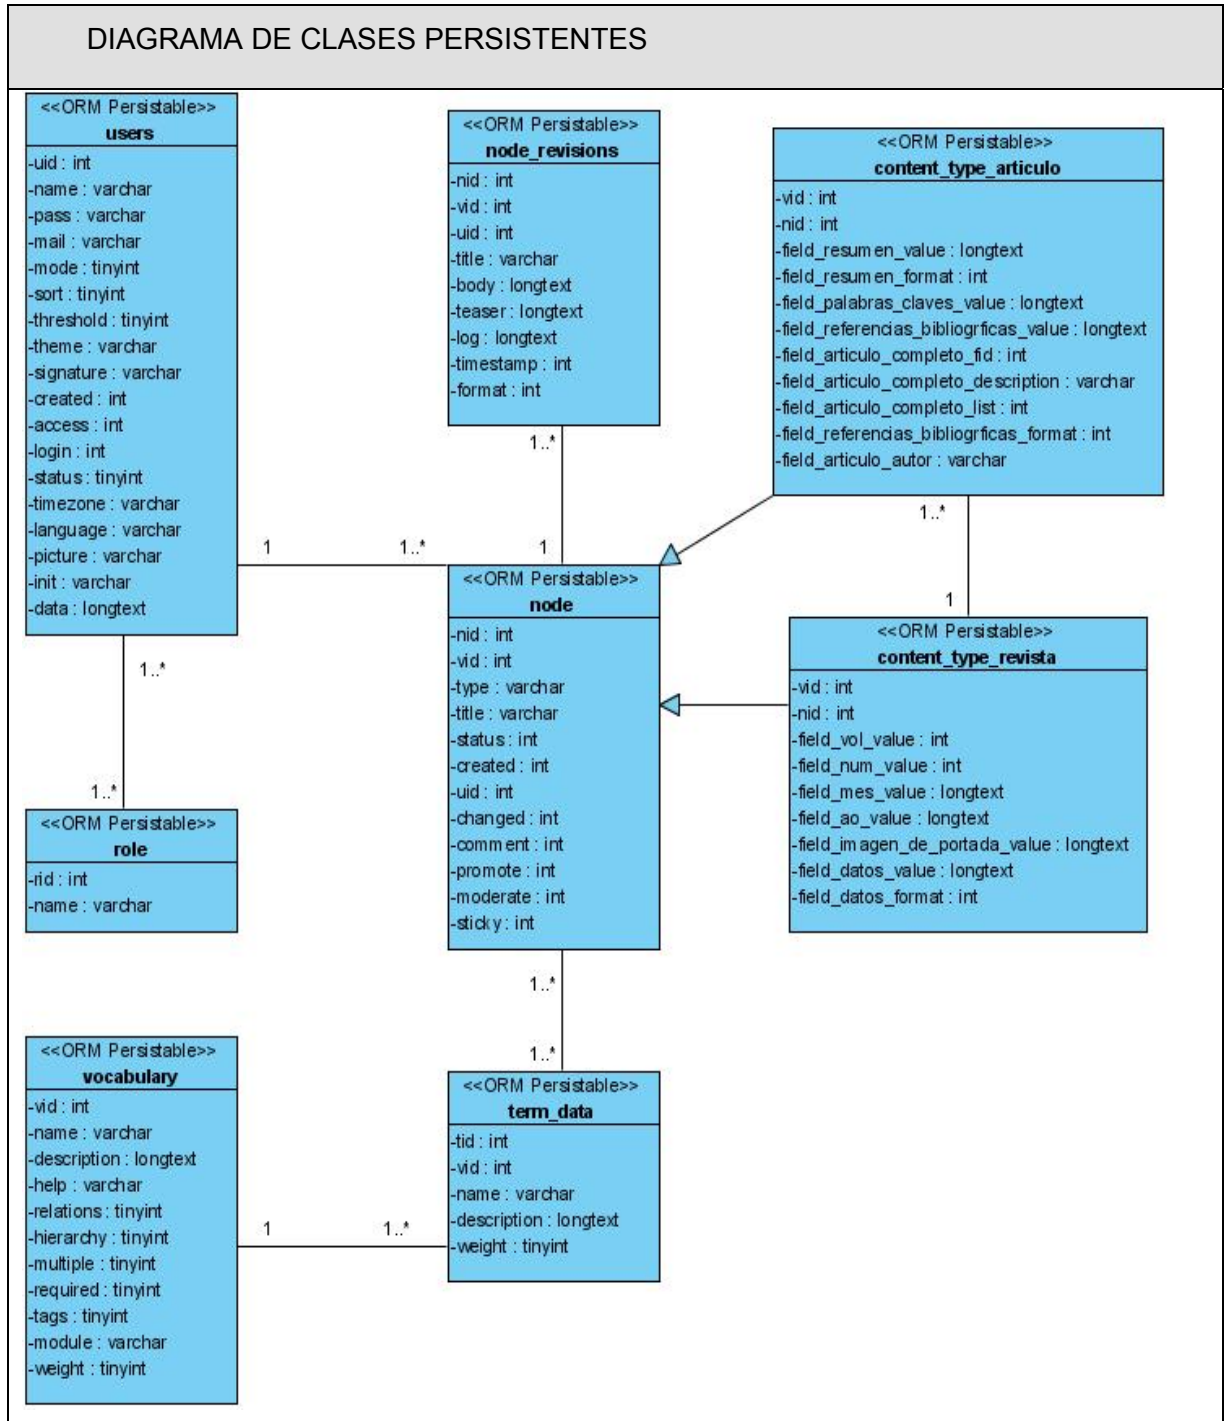 DIAGRAMA DE CLASES PERSISTENTES
<<ORM Persistable>>
users
-uid : int
-name : varchar
-pass : varchar
-mail : varchar
-mode : tinyint
-sort : tinyint
-threshold : tinyint
-theme : varchar
-signature : varchar
-created : int
-access : int
-login : int
-status : tinyint
-timezone : varchar
-language : varchar
-picture : varchar
-init : varchar
-data : longtext
<<ORM Persistable>>
node_revisions
-nid : int
-vid : int
-uid : int
-title : varchar
-body : longtext
-teaser : longtext
-log : longtext
-timestamp : int
-format : int
<<ORM Persistable>>
content_type_articulo
-vid : int
-nid : int
-field_resumen_value : longtext
-field_resumen_format : int
-field_palabras_claves_value : longtext
-field_referencias_bibliogrficas_value : longtext
-field_articulo_completo_fid : int
-field_articulo_completo_description : varchar
-field_articulo_completo_list : int
-field_referencias_bibliogrficas_format : int
-field_articulo_autor : varchar
1..*
1..*
1
1..*
1
1
<<ORM Persistable>>
node
-nid : int
-vid : int
-type : varchar
-title : varchar
-status : int
-created : int
-uid : int
-changed : int
-comment : int
-promote : int
-moderate : int
-sticky : int
<<ORM Persistable>>
content_type_revista
-vid : int
-nid : int
-field_vol_value : int
-field_num_value : int
-field_mes_value : longtext
-field_ao_value : longtext
-field_imagen_de_portada_value : longtext
-field_datos_value : longtext
-field_datos_format : int
1..*
1..*
<<ORM Persistable>>
role
-rid : int
-name : varchar
1..*
1..*
<<ORM Persistable>>
vocabulary
-vid : int
-name : varchar
-description : longtext
-help : varchar
-relations : tinyint
-hierarchy : tinyint
-multiple : tinyint
-required : tinyint
-tags : tinyint
-module : varchar
-weight : tinyint
1
1..*
<<ORM Persistable>>
term_data
-tid : int
-vid : int
-name : varchar
-description : longtext
-weight : tinyint